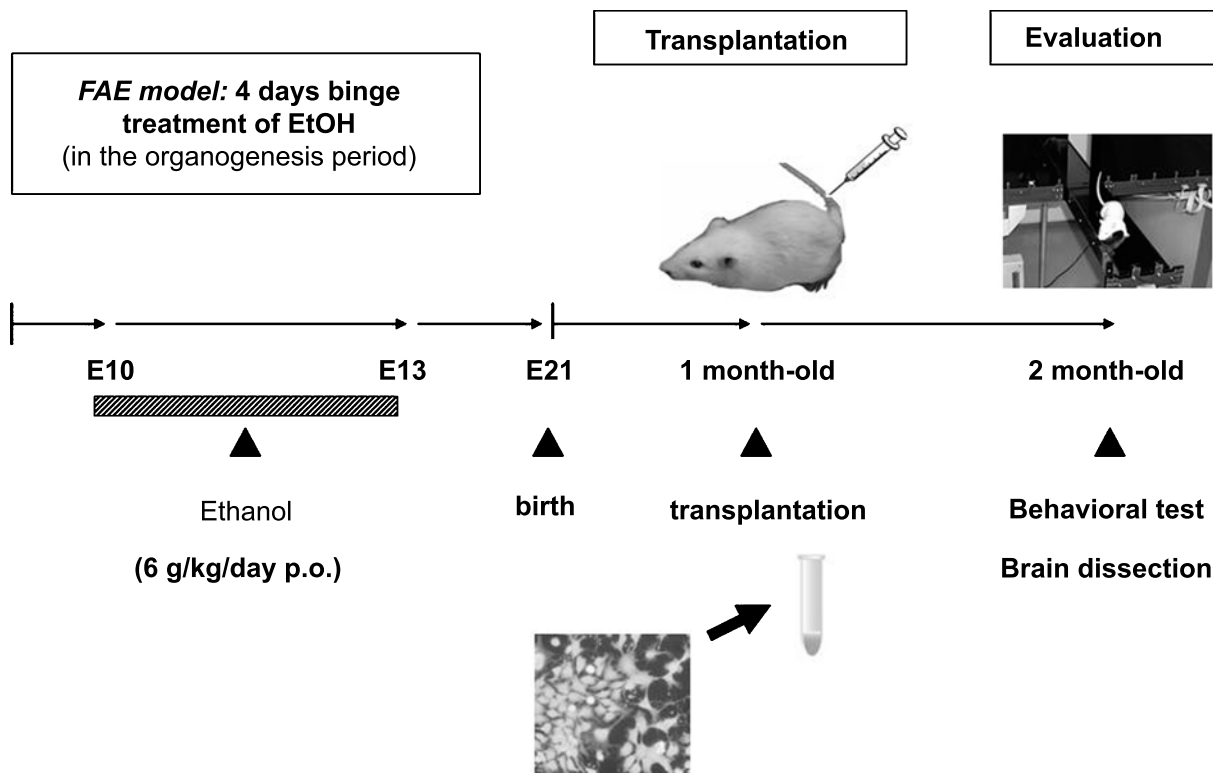 Transplantation
Evaluation
FAE model: 4 days binge
treatment of EtOH
(in the organogenesis period)
E10
E13
E21
1 month-old
2 month-old
Ethanol
(6 g/kg/day p.o.)
birth
transplantation
Behavioral test
Brain dissection